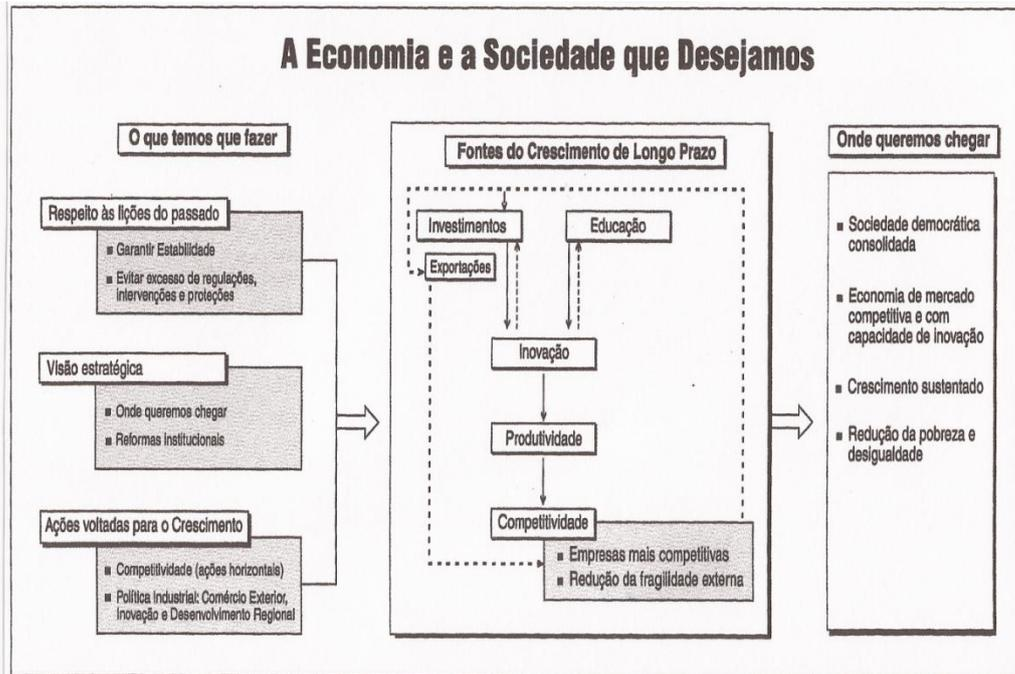 A Economia e a Sociedade que Desejamos
O que temos que fazer
Respeito às lições do passado
■ Garantir Estabilidade
■ Evitar excesso de regulações,
intervenções e proteções
Visão estratégica
■ Onde queremos chegar
■ Reformas institucionais
Ações voltadas para o Crescimento
■ Competitividade (ações horizontais)
■ Política Industrial: Comércio Exterior,
Inovação e Desenvolvimento Regional
Fontes do Crescimento de Longo Prazo
Investimentos
Educação
Exportações
Inovação
Produtividade
Competitividade
■ Empresas mais competitivas
■ Redução da fragilidade externa
Onde queremos chegar
■ Sociedade democrática
consolidada
■ Economia de mercado
competitiva e com
capacidade de inovação
■ Crescimento sustentado
■ Redução da pobreza e
desigualdade